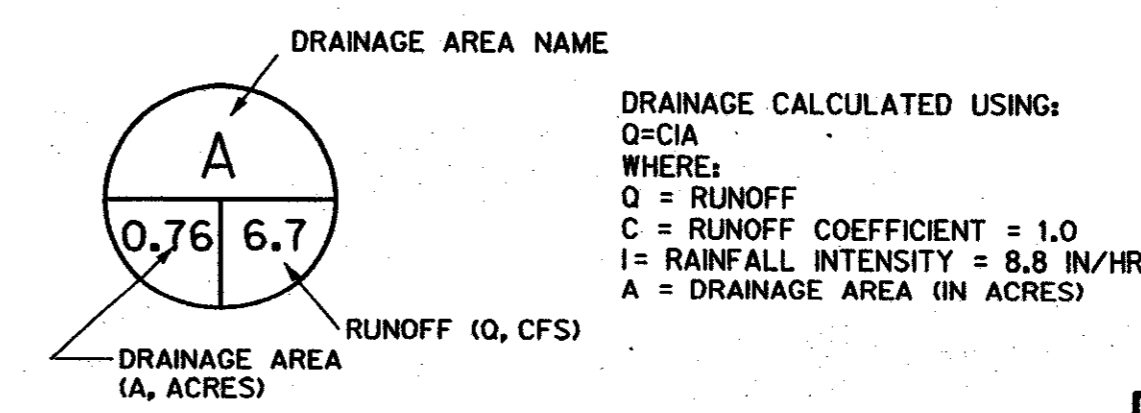 DRAINAGE AREA NAME
A
0.76 6.7
RUNOFF (Q, CFS)
DRAINAGE AREA
(A, ACRES)
DRAINAGE CALCULATED USING:
Q=CIA
WHERE:
Q = RUNOFF
C = RUNOFF COEFFICIENT = 1.0
I= RAINFALL INTENSITY = 8.8 IN/HR
A = DRAINAGE AREA (IN ACRES)